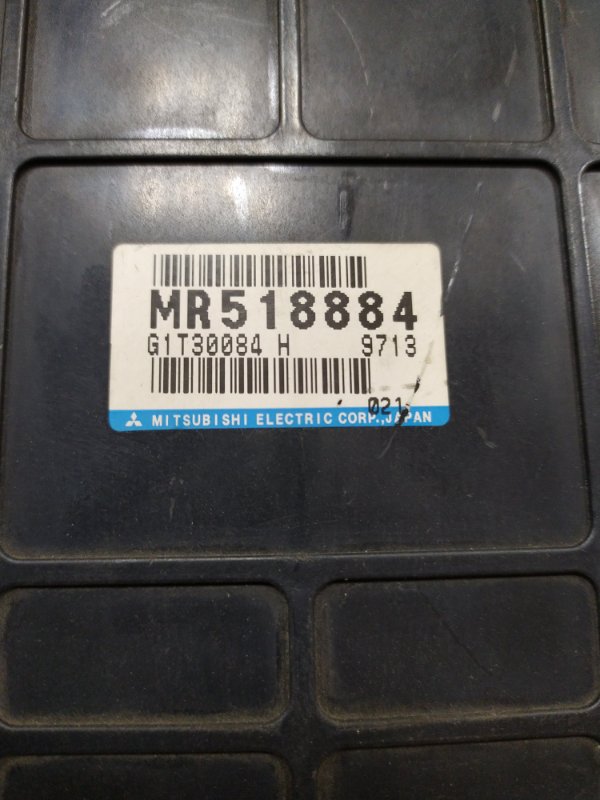 MR518884
G1T30084 H 9713
021
MITSUBISHI ELECTRIC CORP., JAPAN